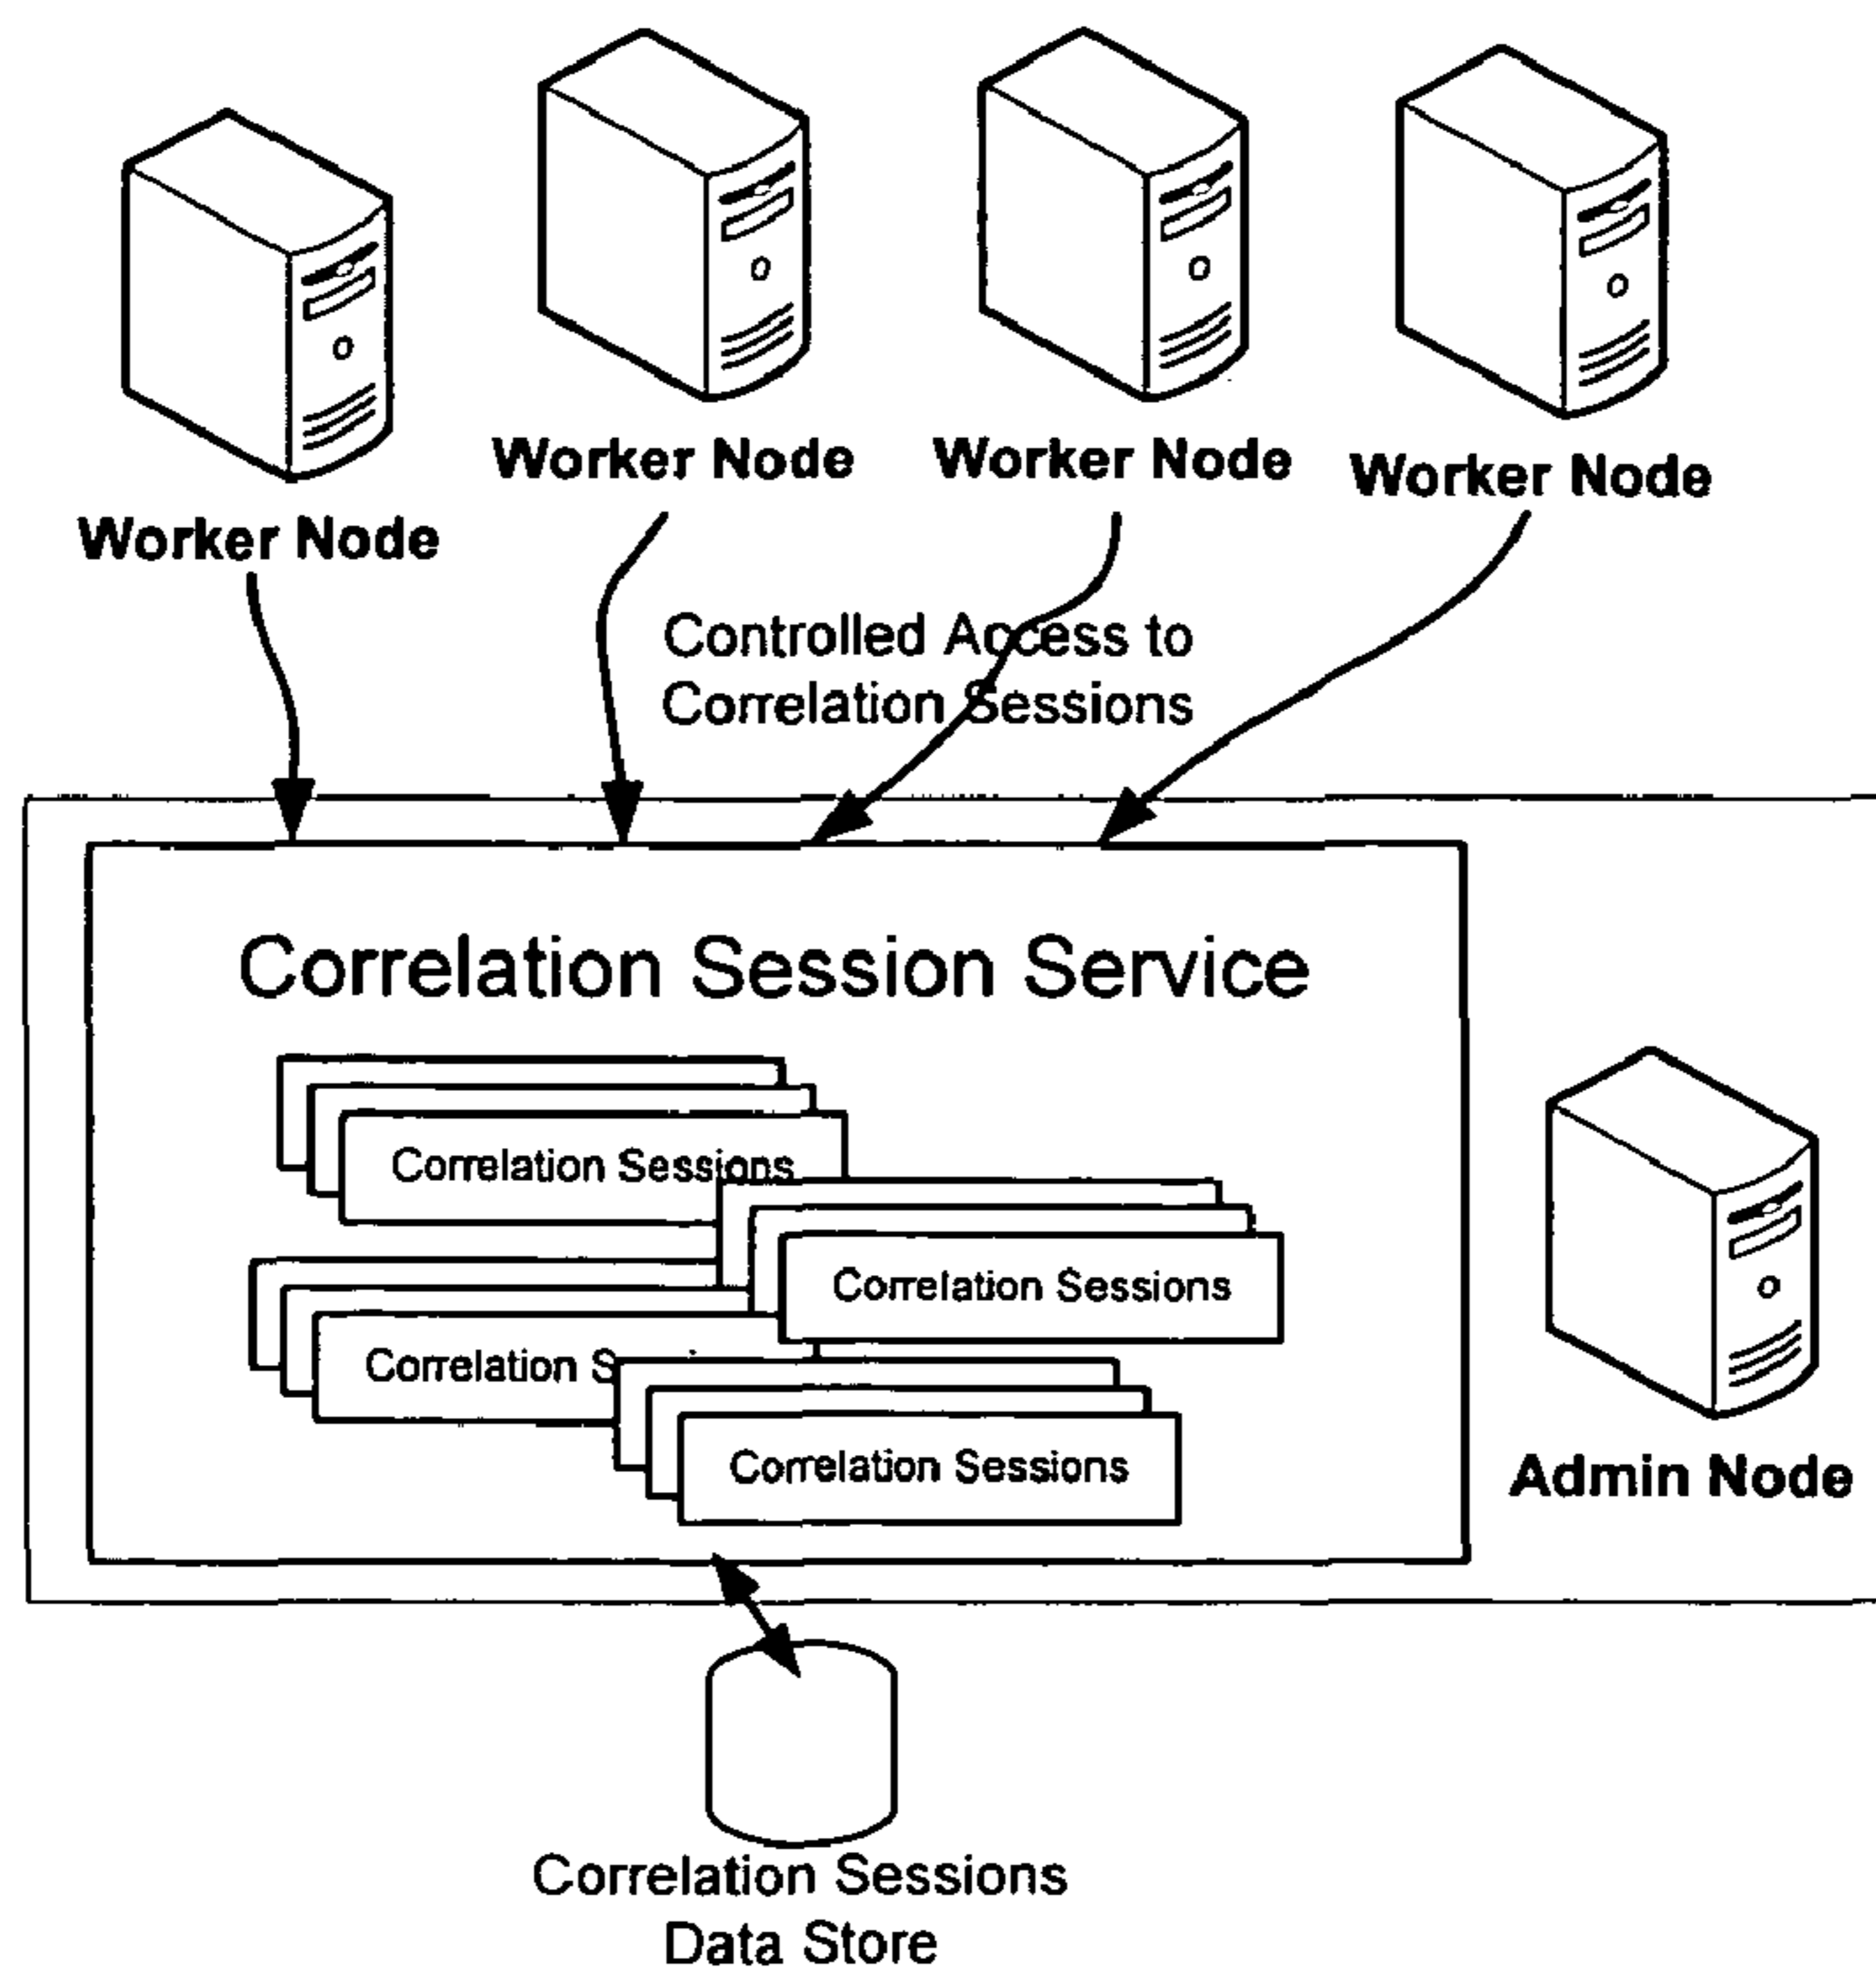 Worker Node
Worker Node
Worker Node
Worker Node
Controlled Access to
Correlation Sessions
Correlation Session Service
Correlation Sessions
Correlation Sessions
Correlation S
Correlation Sessions
Admin Node
Correlation Sessions
Data Store